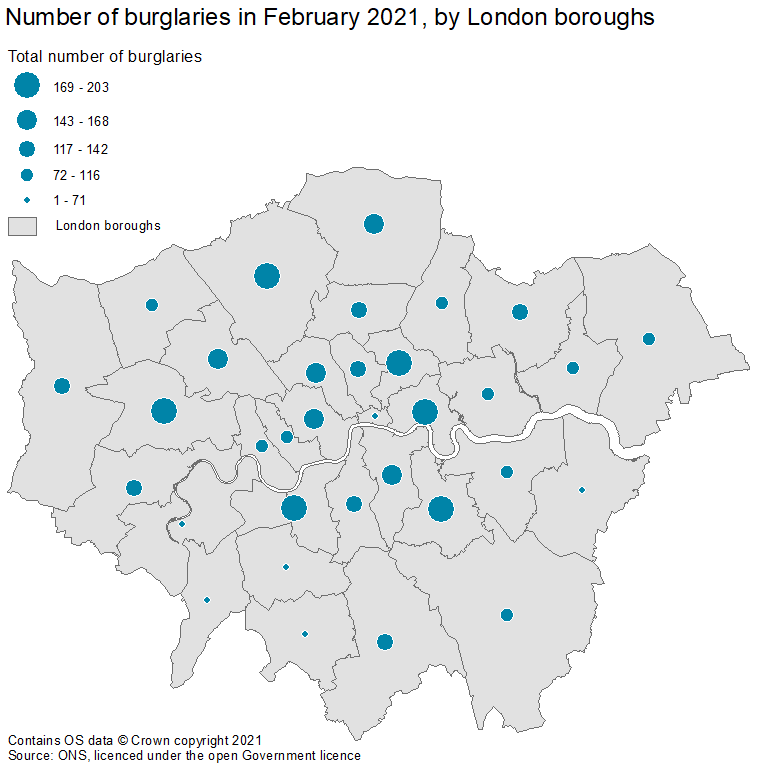 Number of burglaries in February 2021, by London boroughs
Total number of burglaries
169 - 203
143 - 168
117 - 142
72 - 116
1 - 71
London boroughs
Contains OS data © Crown copyright 2021
Source: ONS, licenced under the open Government licence